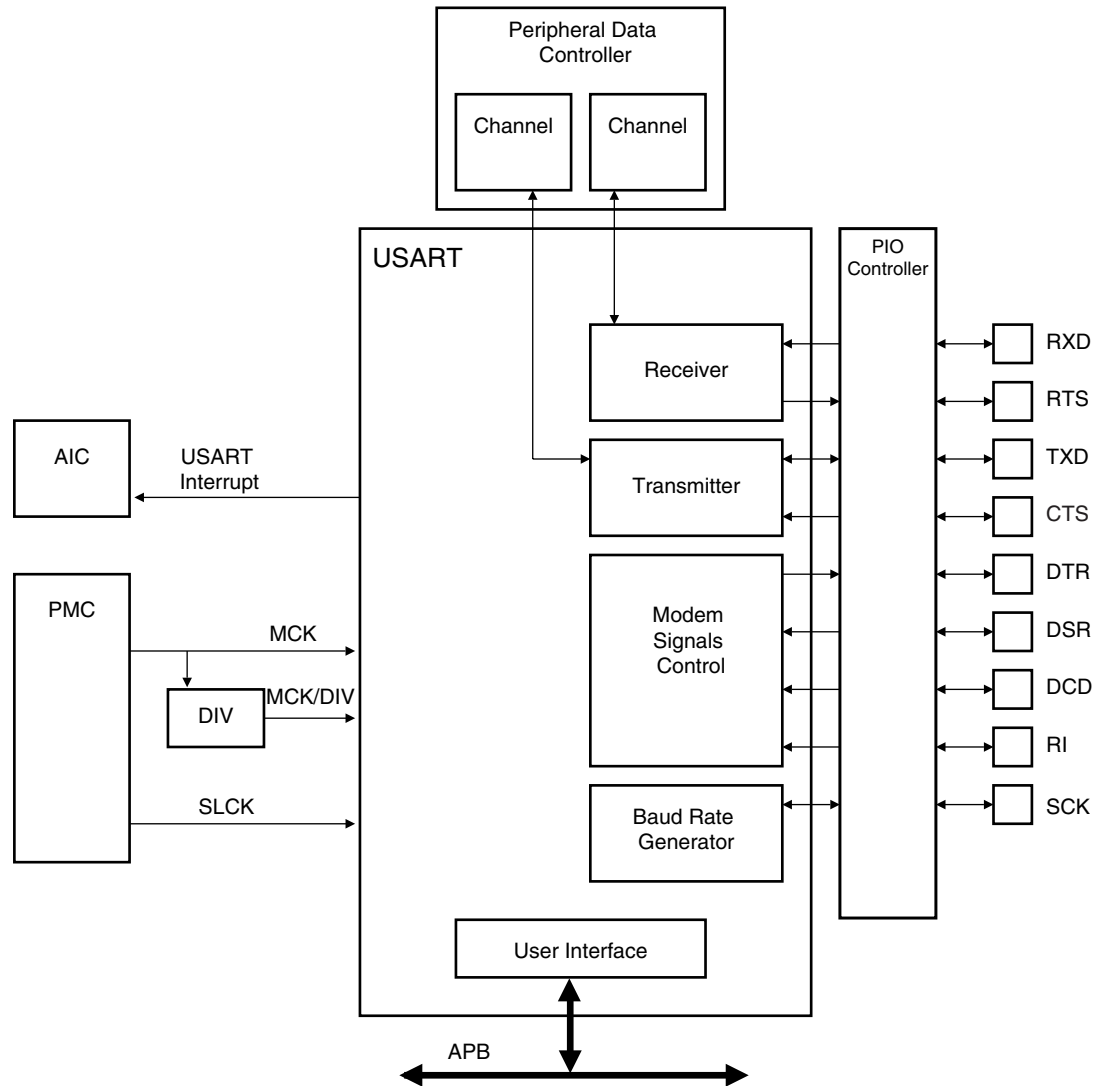 Peripheral Data
Controller
Channel
Channel
USART
PIO
Controller
Receiver
RXD
RTS
AIC
USART
Interrupt
Transmitter
TXD
CTS
PMC
MCK
DIV
MCK/DIV
SLCK
Modem
Signals
Control
DTR
DSR
DCD
RI
Baud Rate
Generator
SCK
User Interface
APB